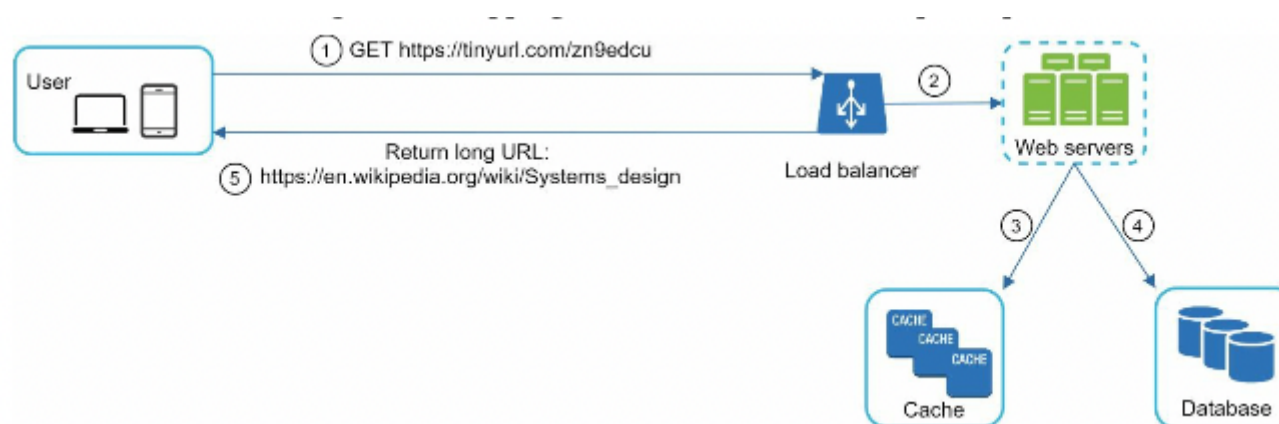 1 GET https://tinyurl.com/zn9edcu
User
2
Return long URL:
5 https://en.wikipedia.org/wiki/Systems_design
Load balancer
Web servers
3
4
CACHE
CACHE
CACHE
Cache
Database